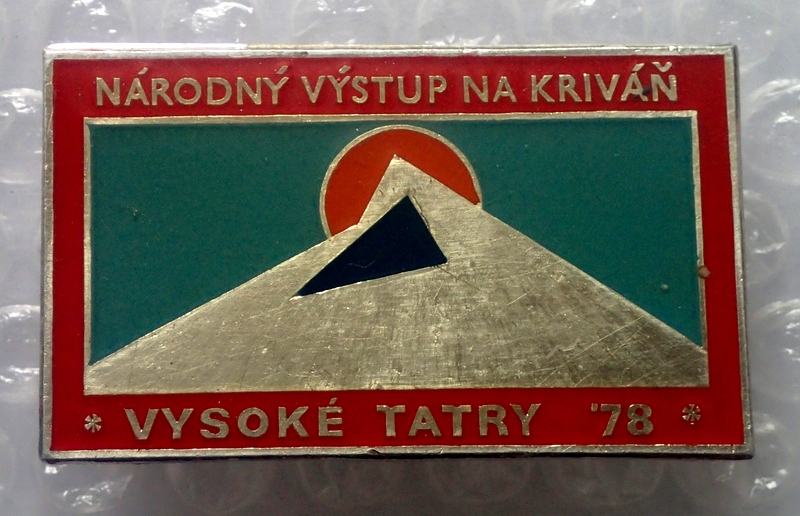 NÁRODNÝ VÝSTUP NA KRIVÁŇ
* VYSOKÉ TATRY '78 *